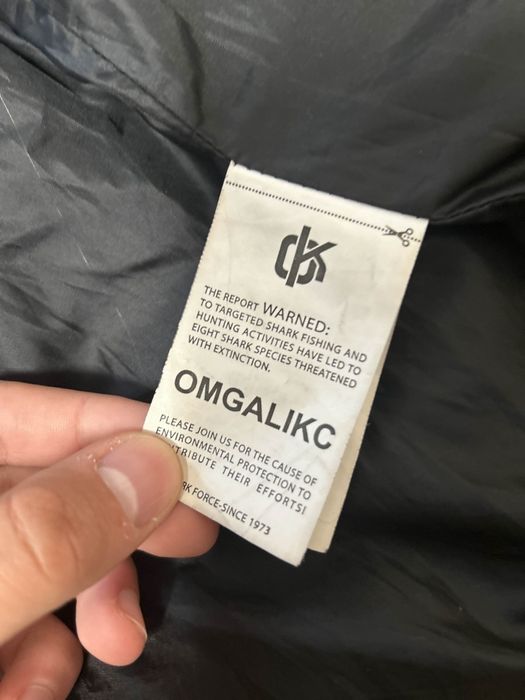 THE REPORT WARNED:
TO TARGETED SHARK FISHING AND
HUNTING ACTIVITIES HAVE LED TO
EIGHT SHARK SPECIES THREATENED
WITH EXTINCTION.
OMGALIKC
PLEASE JOIN US FOR THE CAUSE OF
ENVIRONMENTAL PROTECTION TO
THEIR EFFORTS!
FORCE-SINCE 1973